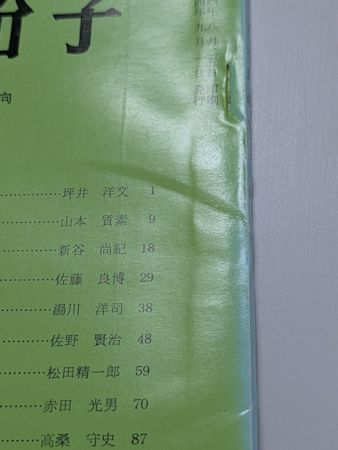 子
向
坪井 洋文 1
山本 質素 9
新谷 尚紀 18
佐藤 良博 29
湯川 洋司 38
佐野 賢治 48
松田精一郎 59
赤田 光男 70
高桑 守史 87